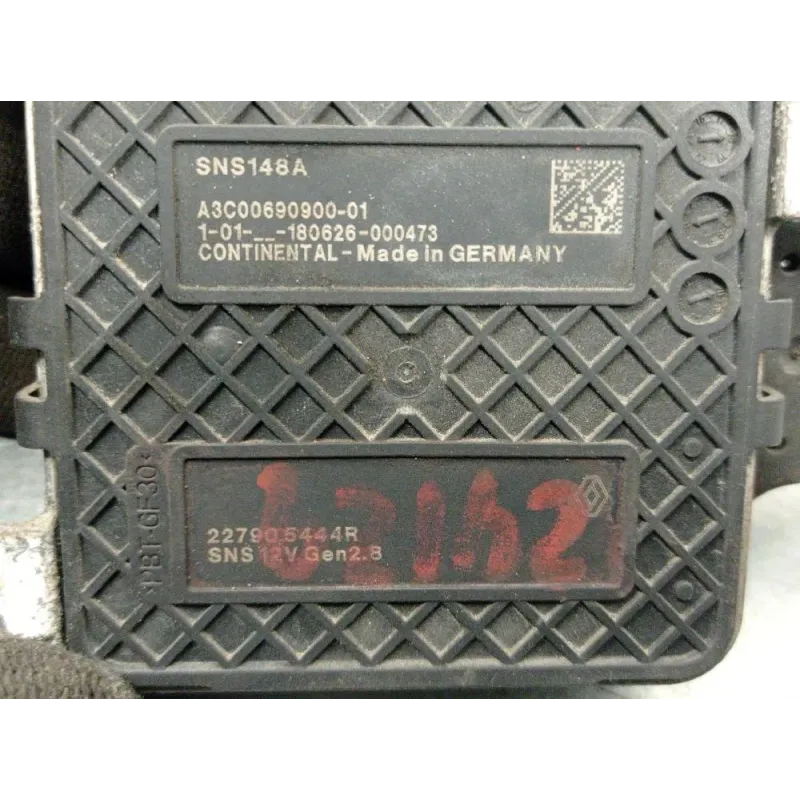 SNS148A
A3C00690900-01
1-01-__-180626-000473
CONTINENTAL - Made in GERMANY
>PBT-GF30<
227905444R
SNS 12V Gen2.8